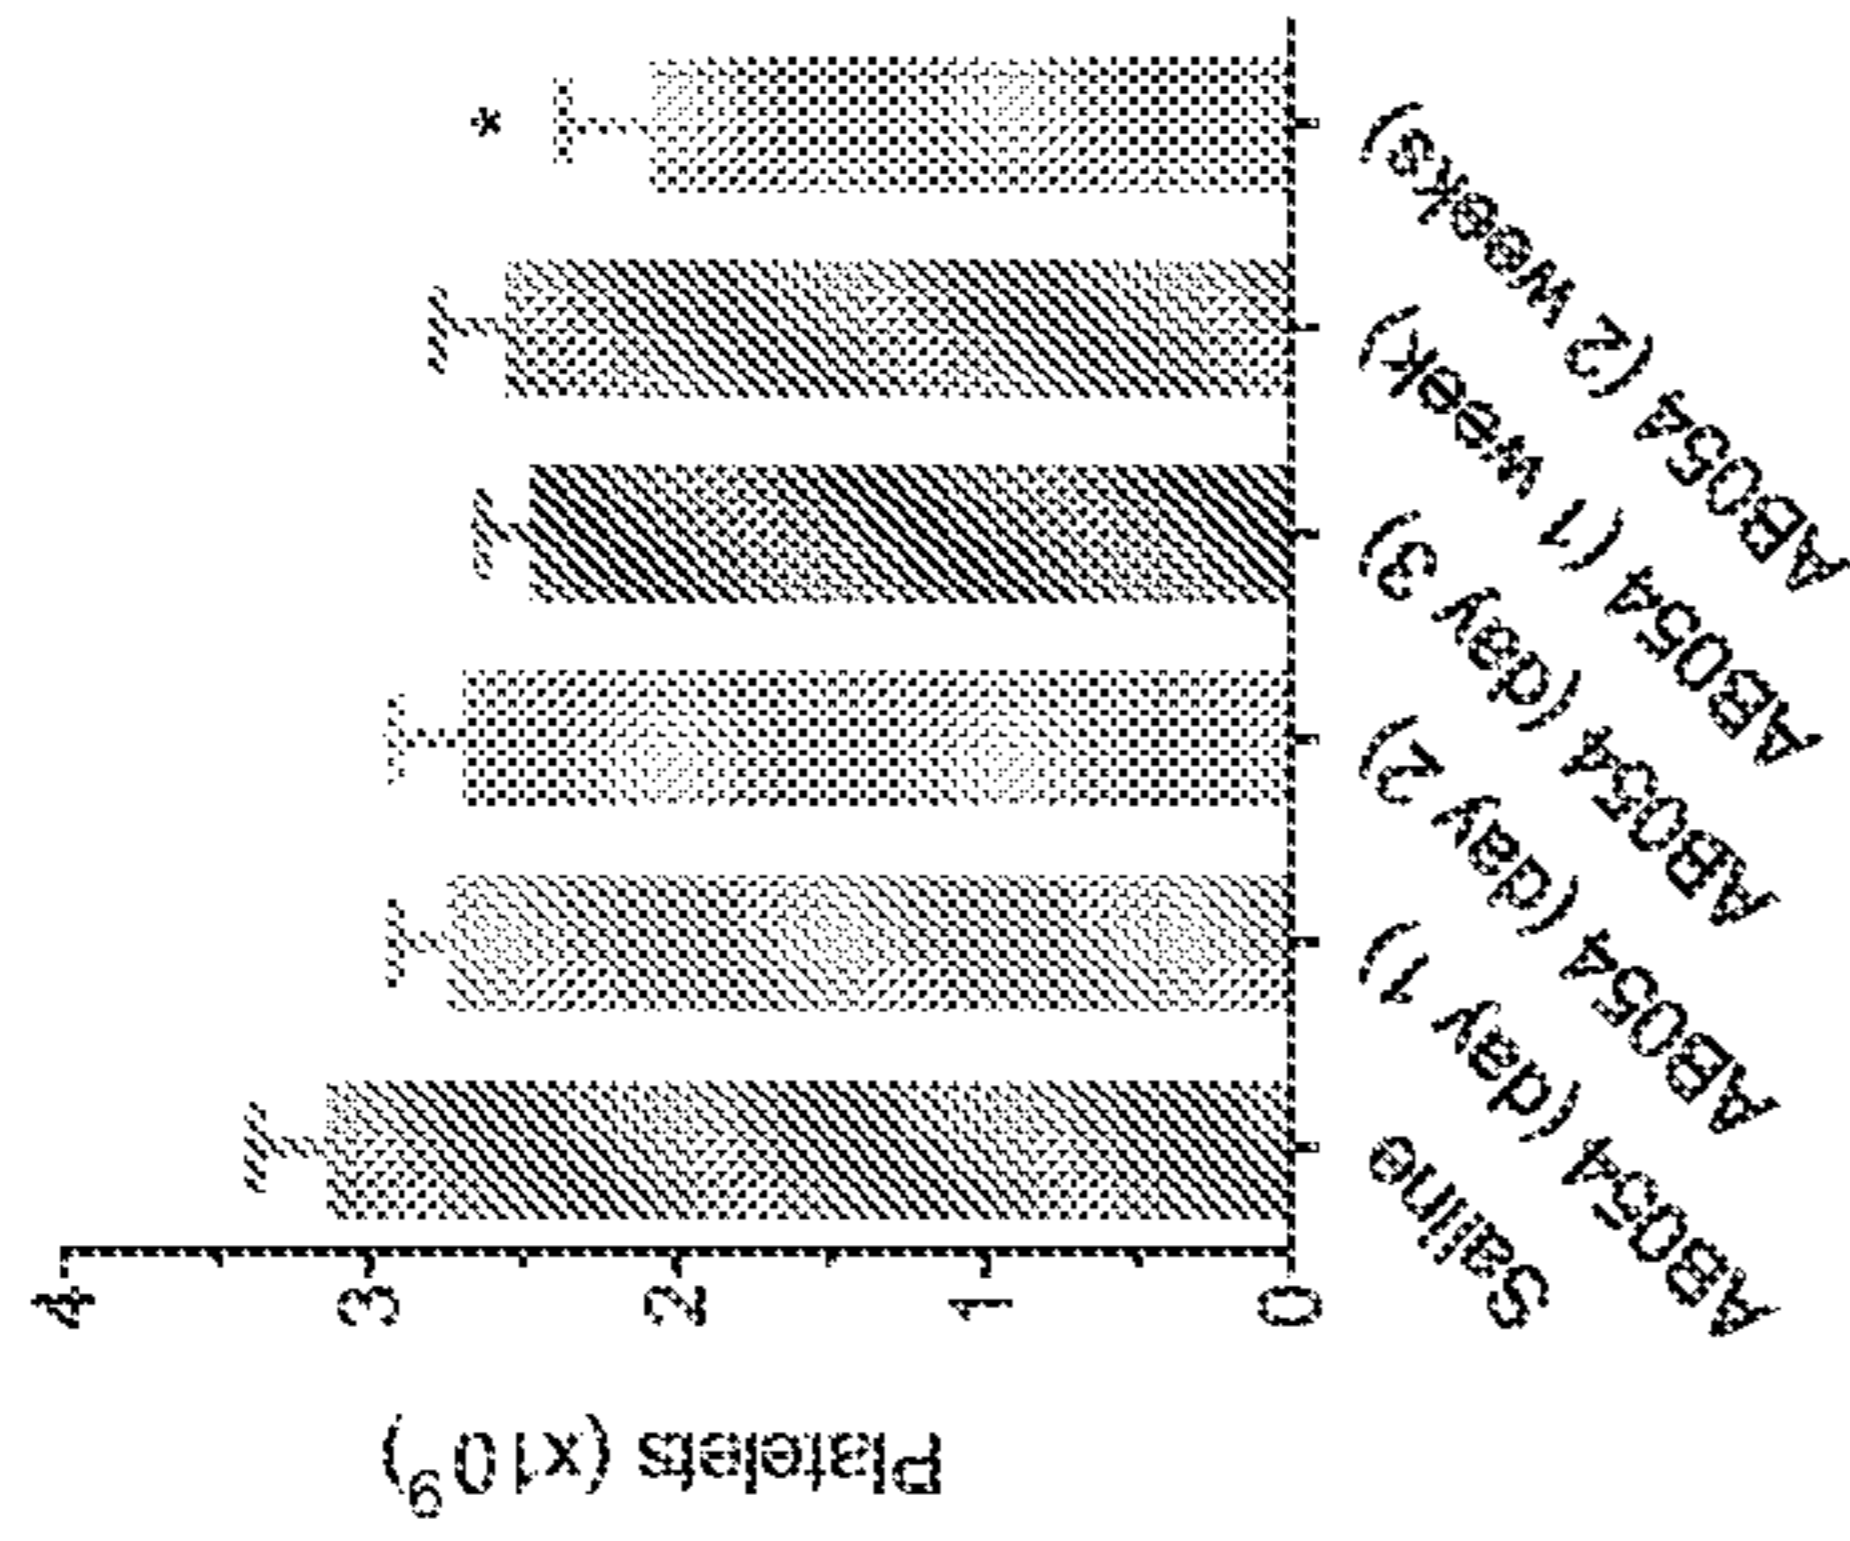 Platelets (x10⁹)
4
3
2
1
0
*
Saline
AB054 (day 1)
AB054 (day 2)
AB054 (day 3)
AB054 (1 week)
AB054 (2 weeks)